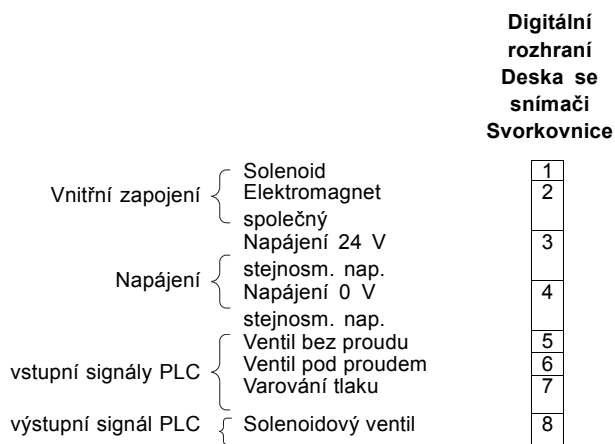 Digitální
rozhraní
Deska se
snímači
Svorkovnice
Solenoid 1
Vnitřní zapojení Elektromagnet 2
společný
Napájení 24 V 3
stejnosm. nap.
Napájení Napájení 0 V 4
stejnosm. nap.
Ventil bez proudu 5
vstupní signály PLC Ventil pod proudem 6
Varování tlaku 7
výstupní signál PLC Solenoidový ventil 8